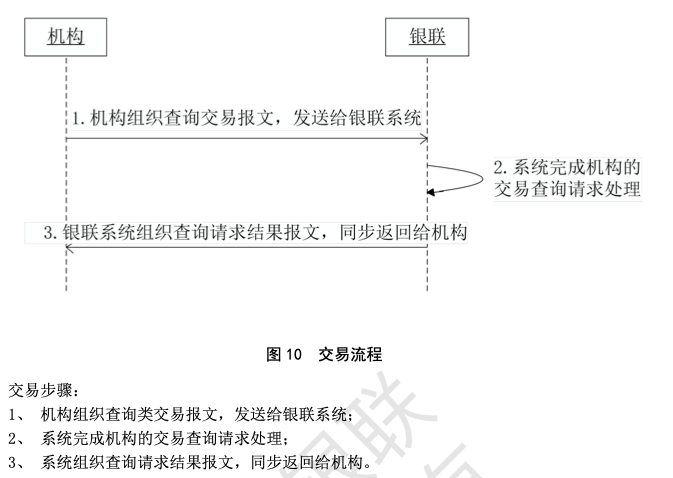 机构
银联
1.机构组织查询交易报文，发送给银联系统
2.系统完成机构的
交易查询请求处理
3.银联系统组织查询请求结果报文，同步返回给机构
图 10 交易流程
交易步骤：
1、 机构组织查询类交易报文，发送给银联系统；
2、 系统完成机构的交易查询请求处理；
3、 系统组织查询请求结果报文，同步返回给机构。
银联